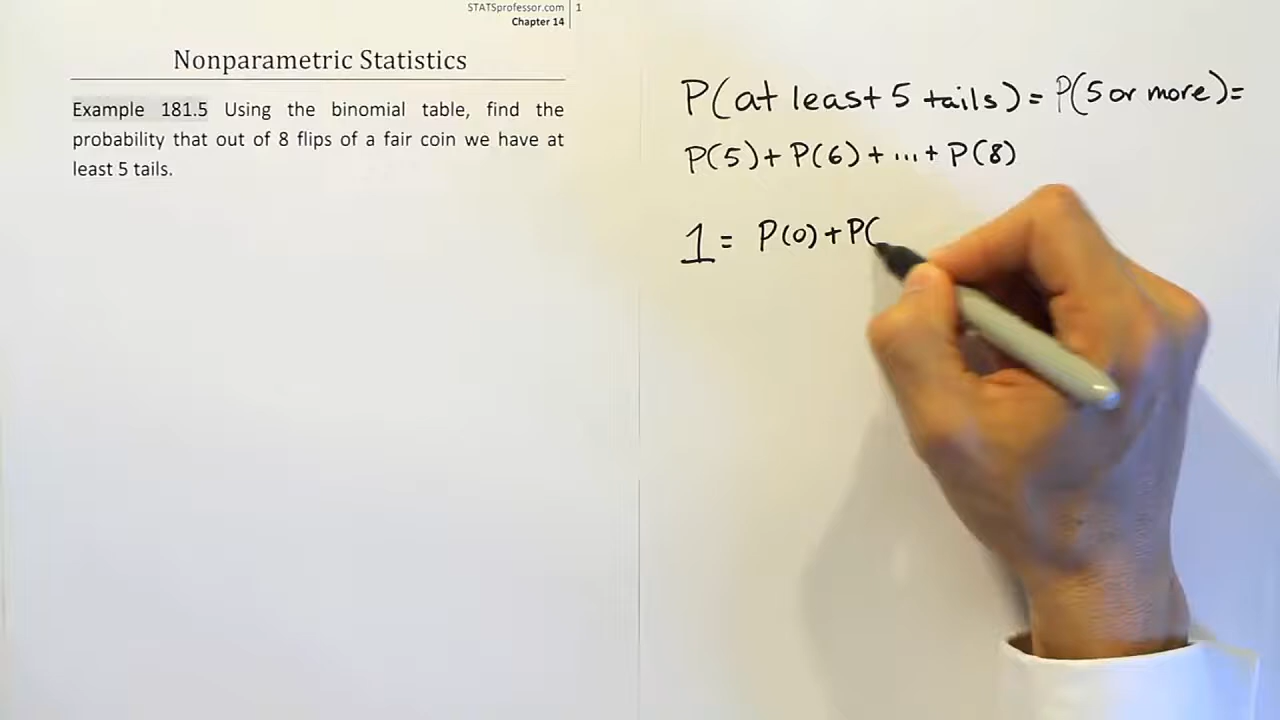 STATSprofessor.com 1
Chapter 14
Nonparametric Statistics
Example 181.5 Using the binomial table, find the
probability that out of 8 flips of a fair coin we have at
least 5 tails.
P(at least 5 tails) = P(5 or more) =
P(5) + P(6) + ... + P(8)
1 = P(0) + P(